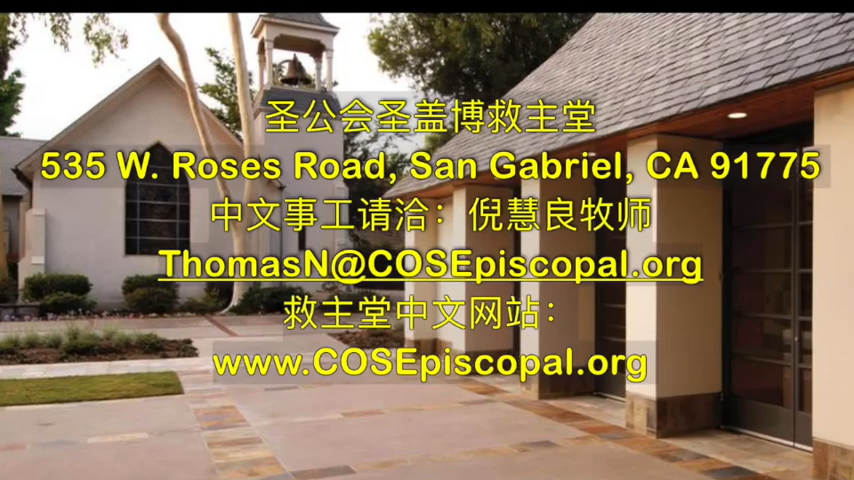 圣公会圣盖博救主堂
535 W. Roses Road, San Gabriel, CA 91775
中文事工请洽：倪慧良牧师
ThomasN@COSEpiscopal.org
救主堂中文网站：
www.COSEpiscopal.org